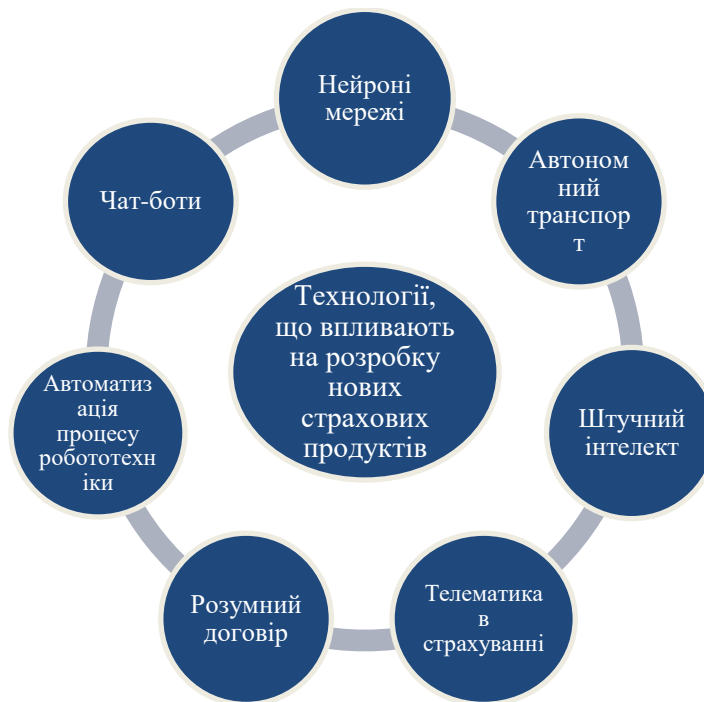 Нейроні
мережі
Автоном
ний
транспор
т
Штучний
інтелект
Телематика
в
страхуванні
Розумний
договір
Автоматиз
ація
процесу
робототехн
іки
Чат-боти
Технології,
що впливають
на розробку
нових
страхових
продуктів